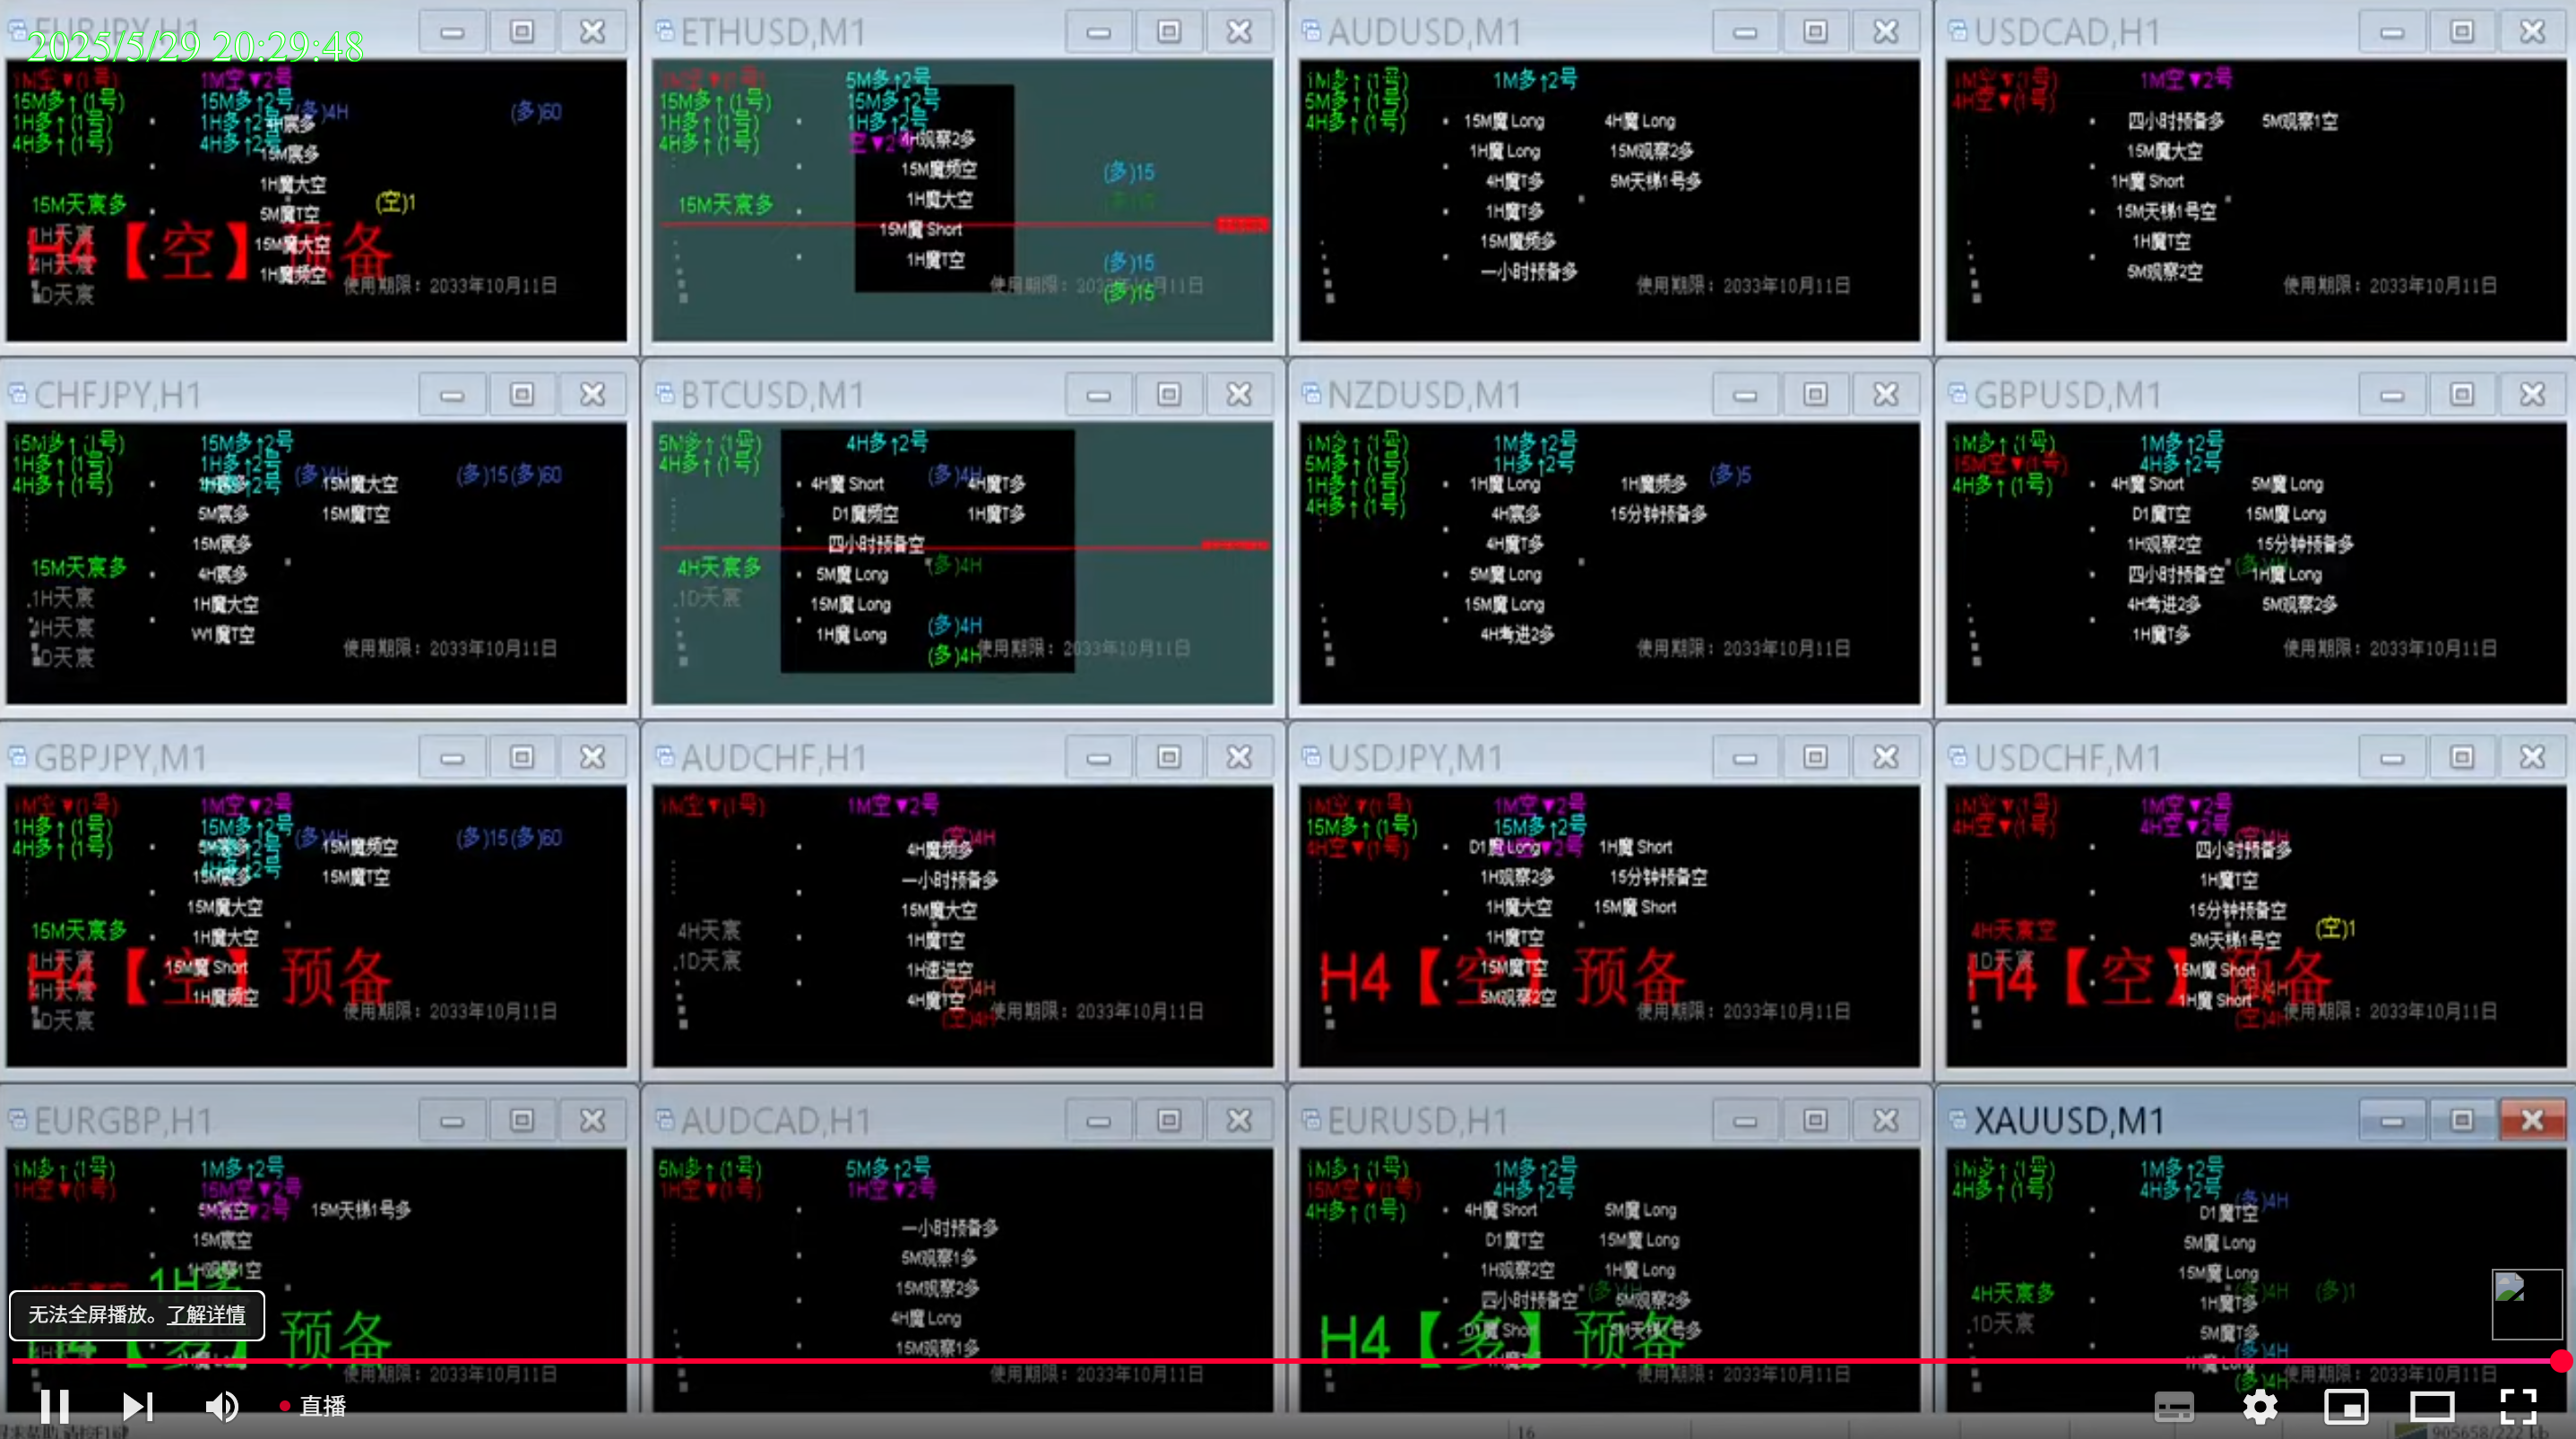 EURJPY,H1
2025/5/29 20:29:48
1M空▼(1号) 1M空▼2号
15M多↑(1号) 15M多↑2号
1H多↑(1号) 1H多↑2号 (多)4H (多)60
4H多↑(1号) 4H多↑2号 4H宸多
15M宸多
1H魔大空
15M天宸多 5M魔T空 (空)1
1H天宸 15M魔大空
H4【空】预备
4H天宸 1H魔频空
1D天宸 使用期限：2033年10月11日
ETHUSD,M1
1M空▼(1号) 5M多↑2号
15M多↑(1号) 15M多↑2号
1H多↑(1号) 1H多↑2号
4H多↑(1号) 空▼2号 4H观察2多
15M魔频空 (多)15
15M天宸多 1H魔大空
15M魔 Short
1H魔T空 (多)15
使用期限：2033年10月11日 (多)15
AUDUSD,M1
1M多↑(1号) 1M多↑2号
5M多↑(1号)
4H多↑(1号) 15M魔 Long 4H魔 Long
1H魔 Long 15M观察2多
4H魔T多 5M天梯1号多
1H魔T多
15M魔频多
一小时预备多
使用期限：2033年10月11日
USDCAD,H1
1M空▼(1号) 1M空▼2号
4H空▼(1号)
四小时预备多 5M观察1空
15M魔大空
1H魔 Short
15M天梯1号空
1H魔T空
5M观察2空
使用期限：2033年10月11日
CHFJPY,H1
15M多↑(1号) 15M多↑2号
1H多↑(1号) 1H多↑2号 (多)4H (多)15(多)60
4H多↑(1号) 15M魔大空
5M宸多 15M魔T空
15M宸多
15M天宸多 4H宸多
1H天宸 1H魔大空
4H天宸 W1魔T空
1D天宸 使用期限：2033年10月11日
BTCUSD,M1
5M多↑(1号) 4H多↑2号
4H多↑(1号)
4H魔 Short (多)4H 4H魔T多
D1魔频空 1H魔T多
四小时预备空
4H天宸多 5M魔 Long (多)4H
.1D天宸 15M魔 Long
1H魔 Long (多)4H
(多)4H 使用期限：2033年10月11日
NZDUSD,M1
1M多↑(1号) 1M多↑2号
5M多↑(1号) 1H多↑2号
1H多↑(1号) 1H魔 Long 1H魔频多 (多)5
4H多↑(1号) 4H宸多 15分钟预备多
4H魔T多
5M魔 Long
15M魔 Long
4H考进2多
使用期限：2033年10月11日
GBPUSD,M1
1M多↑(1号) 1M多↑2号
15M空▼(1号) 4H多↑2号
4H多↑(1号) 4H魔 Short 5M魔 Long
D1魔T空 15M魔 Long
1H观察2空 15分钟预备多
四小时预备空 1H魔 Long
4H考进2多 5M观察2多
1H魔T多
使用期限：2033年10月11日
GBPJPY,M1
1M空▼(1号) 1M空▼2号
1H多↑(1号) 15M多↑2号 (多)4H (多)15(多)60
4H多↑(1号) 5M宸多 15M魔频空
15M宸多 15M魔T空
15M魔大空
15M天宸多 1H魔大空
1H天宸 15M魔 Short
H4【空】预备
4H天宸 1H魔频空
1D天宸 使用期限：2033年10月11日
AUDCHF,H1
1M空▼(1号) 1M空▼2号
(空)4H
4H魔频多
一小时预备多
15M魔大空
4H天宸 1H魔T空
.1D天宸 1H速进空
(空)4H
4H魔T空
(空)4H 使用期限：2033年10月11日
USDJPY,M1
1M空▼(1号) 1M空▼2号
15M多↑(1号) 15M多↑2号
4H空▼(1号) D1魔 Long 1H魔 Short
1H观察2多 15分钟预备空
1H魔大空 15M魔 Short
1H魔T空
15M魔T空
H4【空】预备
5M观察2空
使用期限：2033年10月11日
USDCHF,M1
1M空▼(1号) 1M空▼2号
4H空▼(1号) 4H空▼2号 (空)4H
四小时预备多
1H魔T空
15分钟预备空
4H天宸空 5M天梯1号空 (空)1
1D天宸 15M魔 Short
H4【空】预备
1H魔 Short
(空)4H 使用期限：2033年10月11日
EURGBP,H1
1M多↑(1号) 1M多↑2号
1H空▼(1号) 15M空▼2号
5M宸空 15M天梯1号多
15M宸空
1H观察1空
H4【多】预备
使用期限：2033年10月11日
AUDCAD,H1
5M多↑(1号) 5M多↑2号
1H空▼(1号) 1H空▼2号
一小时预备多
5M观察1多
15M观察2多
4H魔 Long
15M观察1多
使用期限：2033年10月11日
EURUSD,H1
1M多↑(1号) 1M多↑2号
15M空▼(1号) 4H多↑2号
4H多↑(1号) 4H魔 Short 5M魔 Long
D1魔T空 15M魔 Long
1H观察2空 1H魔 Long
四小时预备空 5M观察2多
D1魔 Short 5M天梯1号多
H4【多】预备
使用期限：2033年10月11日
XAUUSD,M1
1M多↑(1号) 1M多↑2号
4H多↑(1号) 4H多↑2号 (多)4H
D1魔T空
5M魔 Long
15M魔 Long
4H天宸多 1H魔T多 (多)4H (多)1
.1D天宸 5M魔T多
(多)4H
1H魔 Long
(多)4H 使用期限：2033年10月11日
无法全屏播放。了解详情
直播
16
905658/222 kb